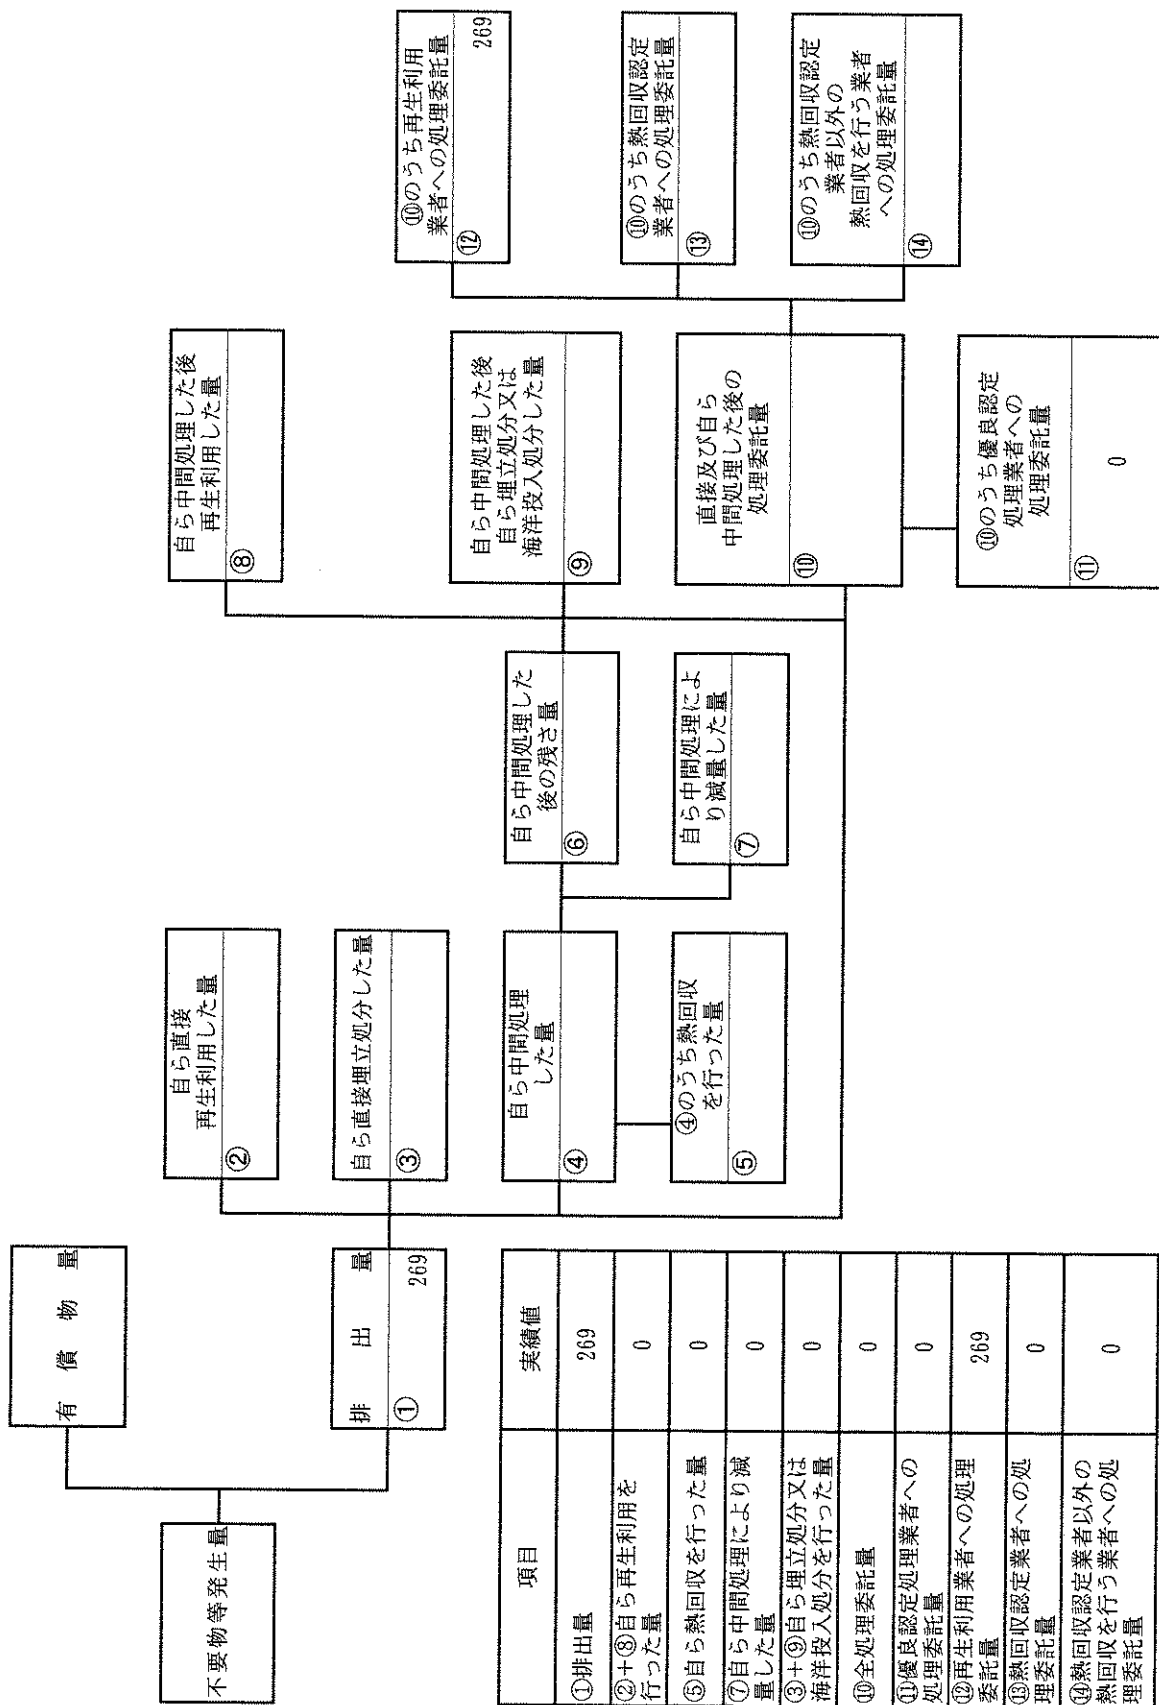 有償物量
不要物等発生量
排出量
① 269
自ら直接
再生利用した量
②
自ら直接埋立処分した量
③
自ら中間処理
した量
④
④のうち熱回収
を行った量
⑤
自ら中間処理した
後の残さ量
⑥
自ら中間処理によ
り減量した量
⑦
自ら中間処理した後
再生利用した量
⑧
自ら中間処理した後
自ら埋立処分又は
海洋投入処分した量
⑨
直接及び自ら
中間処理した後の
処理委託量
⑩
⑩のうち優良認定
処理業者への
処理委託量
⑪ 0
⑩のうち再生利用
業者への処理委託量
⑫ 269
⑩のうち熱回収認定
業者への処理委託量
⑬
⑩のうち熱回収認定
業者以外の
熱回収を行う業者
への処理委託量
⑭
項目 実績値
①排出量 269
②+⑧自ら再生利用を
行った量 0
⑤自ら熱回収を行った量 0
⑦自ら中間処理により減
量した量 0
③+⑨自ら埋立処分又は
海洋投入処分を行った量 0
⑩全処理委託量 0
⑪優良認定処理業者への
処理委託量 0
⑫再生利用業者への処理
委託量 269
⑬熱回収認定業者への処
理委託量 0
⑭熱回収認定業者以外の
熱回収を行う業者への処
理委託量 0